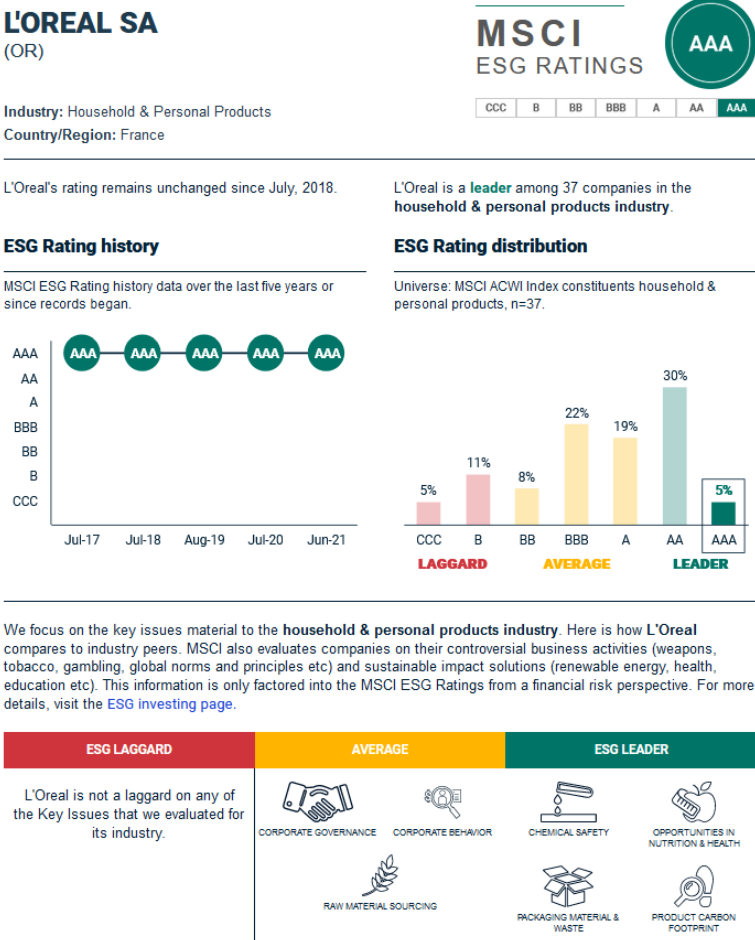 L'OREAL SA
(OR)
MSCI
ESG RATINGS
AAA
CCC B BB BBB A AA AAA
Industry: Household & Personal Products
Country/Region: France
L'Oreal's rating remains unchanged since July, 2018.
L'Oreal is a leader among 37 companies in the
household & personal products industry.
ESG Rating history
MSCI ESG Rating history data over the last five years or
since records began.
AAA
AA
A
BBB
BB
B
CCC
AAA AAA AAA AAA AAA
Jul-17 Jul-18 Aug-19 Jul-20 Jun-21
ESG Rating distribution
Universe: MSCI ACWI Index constituents household &
personal products, n=37.
5% 11% 8% 22% 19% 30% 5%
CCC B BB BBB A AA AAA
LAGGARD AVERAGE LEADER
We focus on the key issues material to the household & personal products industry. Here is how L'Oreal
compares to industry peers. MSCI also evaluates companies on their controversial business activities (weapons,
tobacco, gambling, global norms and principles etc) and sustainable impact solutions (renewable energy, health,
education etc). This information is only factored into the MSCI ESG Ratings from a financial risk perspective. For more
details, visit the ESG investing page.
ESG LAGGARD
L'Oreal is not a laggard on any of
the Key Issues that we evaluated for
its industry.
AVERAGE
CORPORATE GOVERNANCE
CORPORATE BEHAVIOR
RAW MATERIAL SOURCING
ESG LEADER
CHEMICAL SAFETY
OPPORTUNITIES IN
NUTRITION & HEALTH
PACKAGING MATERIAL &
WASTE
PRODUCT CARBON
FOOTPRINT